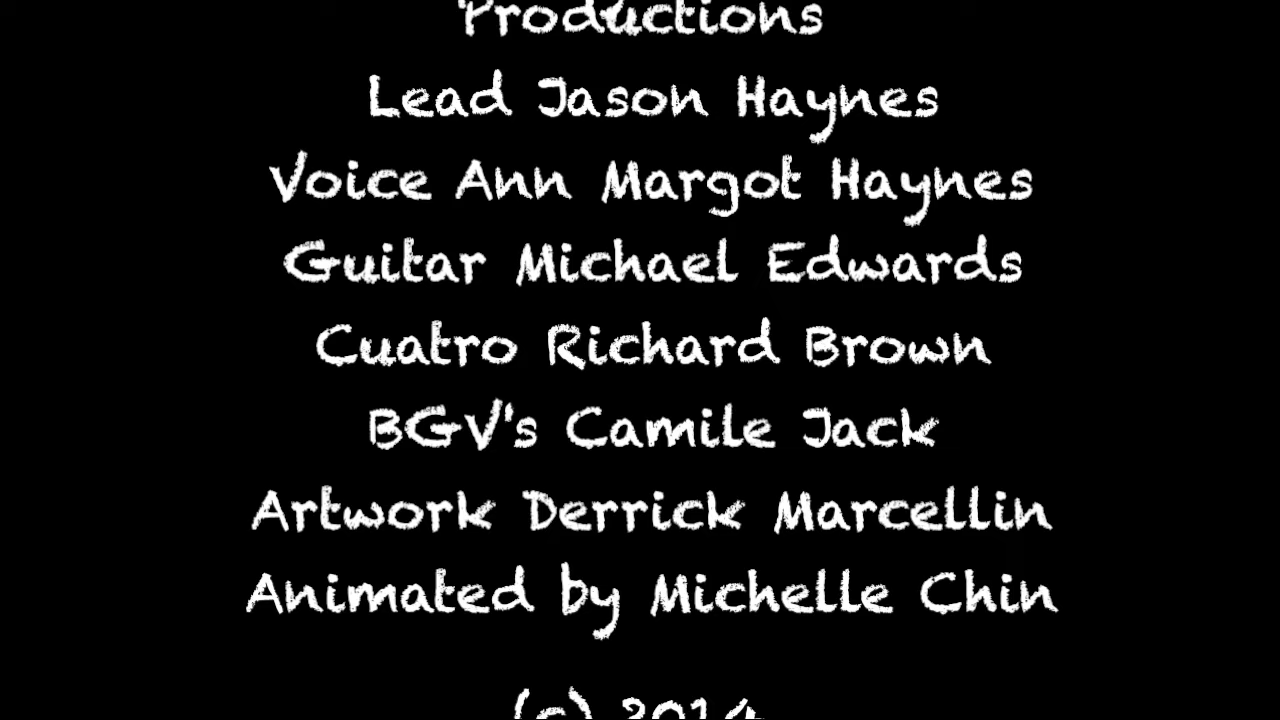 Productions
Lead Jason Haynes
Voice Ann Margot Haynes
Guitar Michael Edwards
Cuatro Richard Brown
BGV's Camile Jack
Artwork Derrick Marcellin
Animated by Michelle Chin
(c) 2014